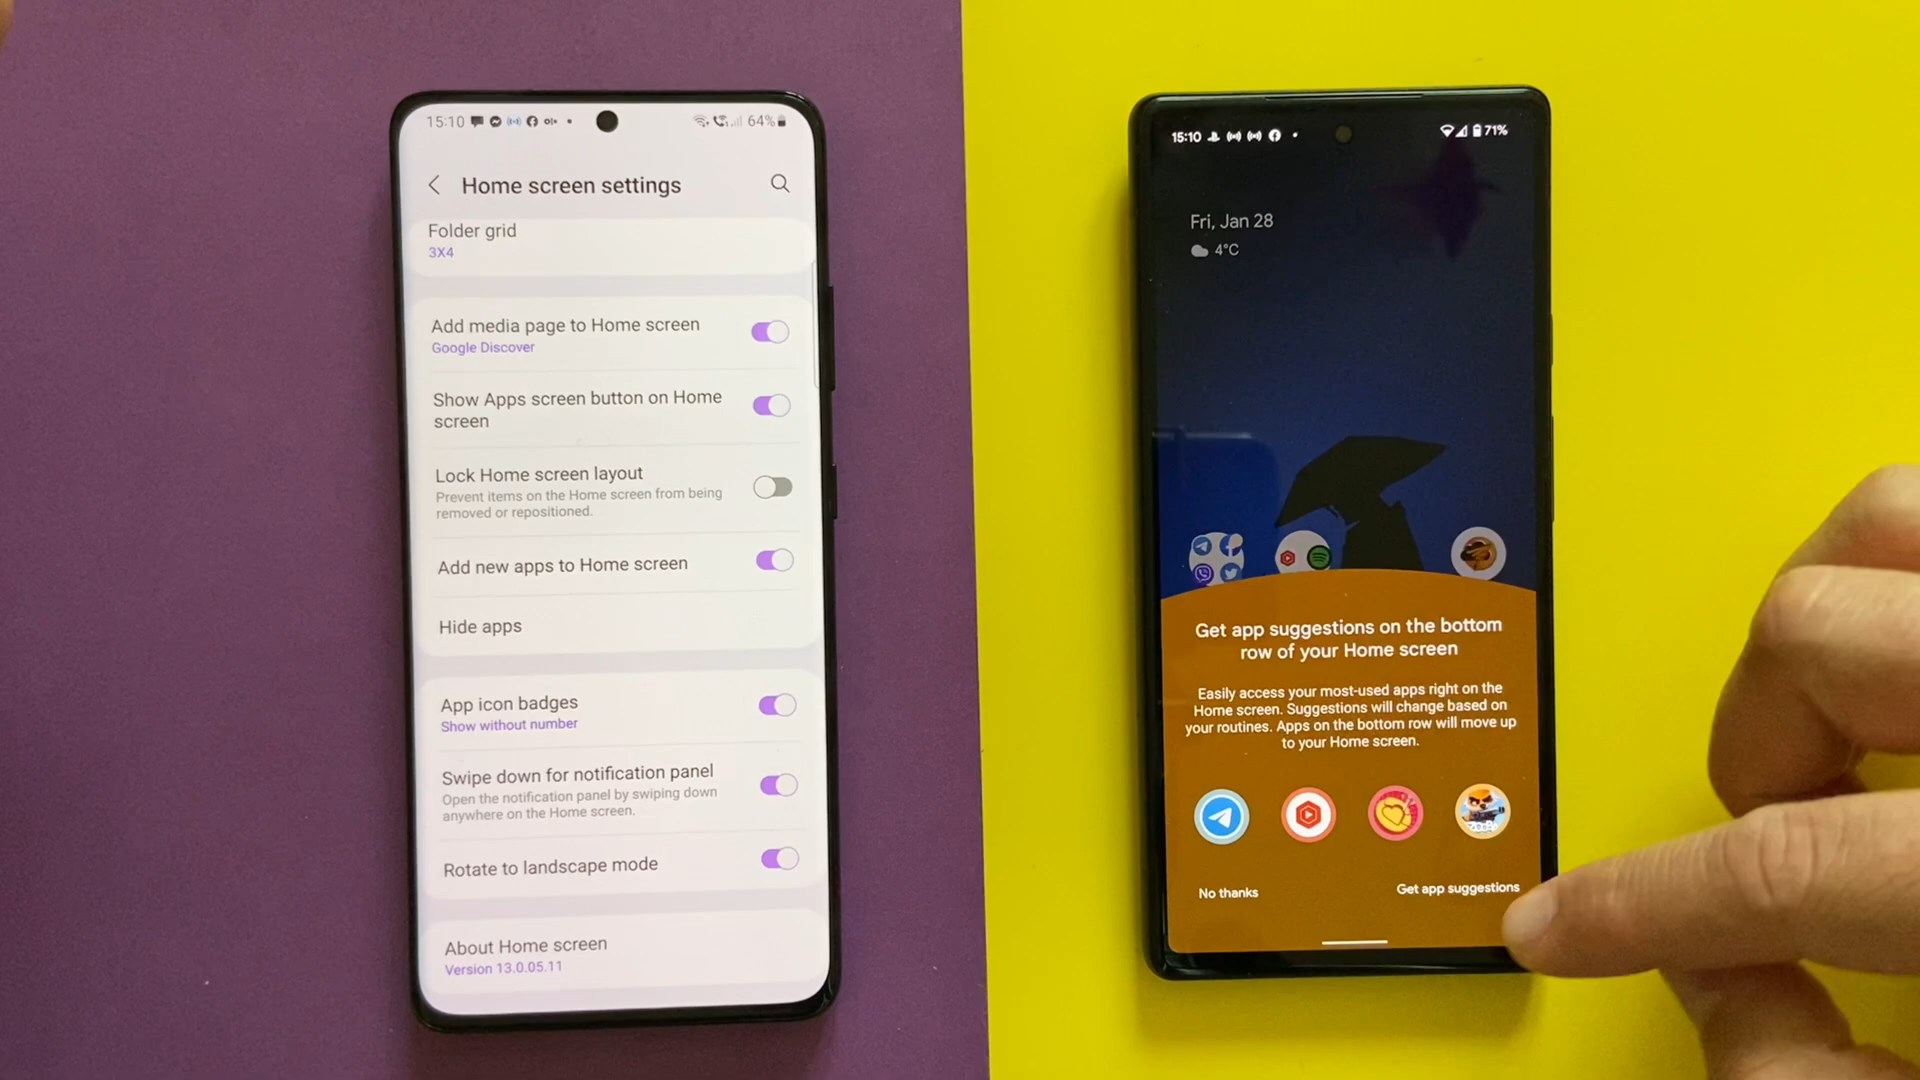 15:10
64%
Home screen settings
Folder grid
3X4
Add media page to Home screen
Google Discover
Show Apps screen button on Home
screen
Lock Home screen layout
Prevent items on the Home screen from being
removed or repositioned.
Add new apps to Home screen
Hide apps
App icon badges
Show without number
Swipe down for notification panel
Open the notification panel by swiping down
anywhere on the Home screen.
Rotate to landscape mode
About Home screen
Version 13.0.05.11
15:10
71%
Fri, Jan 28
4°C
Get app suggestions on the bottom
row of your Home screen
Easily access your most-used apps right on the
Home screen. Suggestions will change based on
your routines. Apps on the bottom row will move up
to your Home screen.
No thanks
Get app suggestions